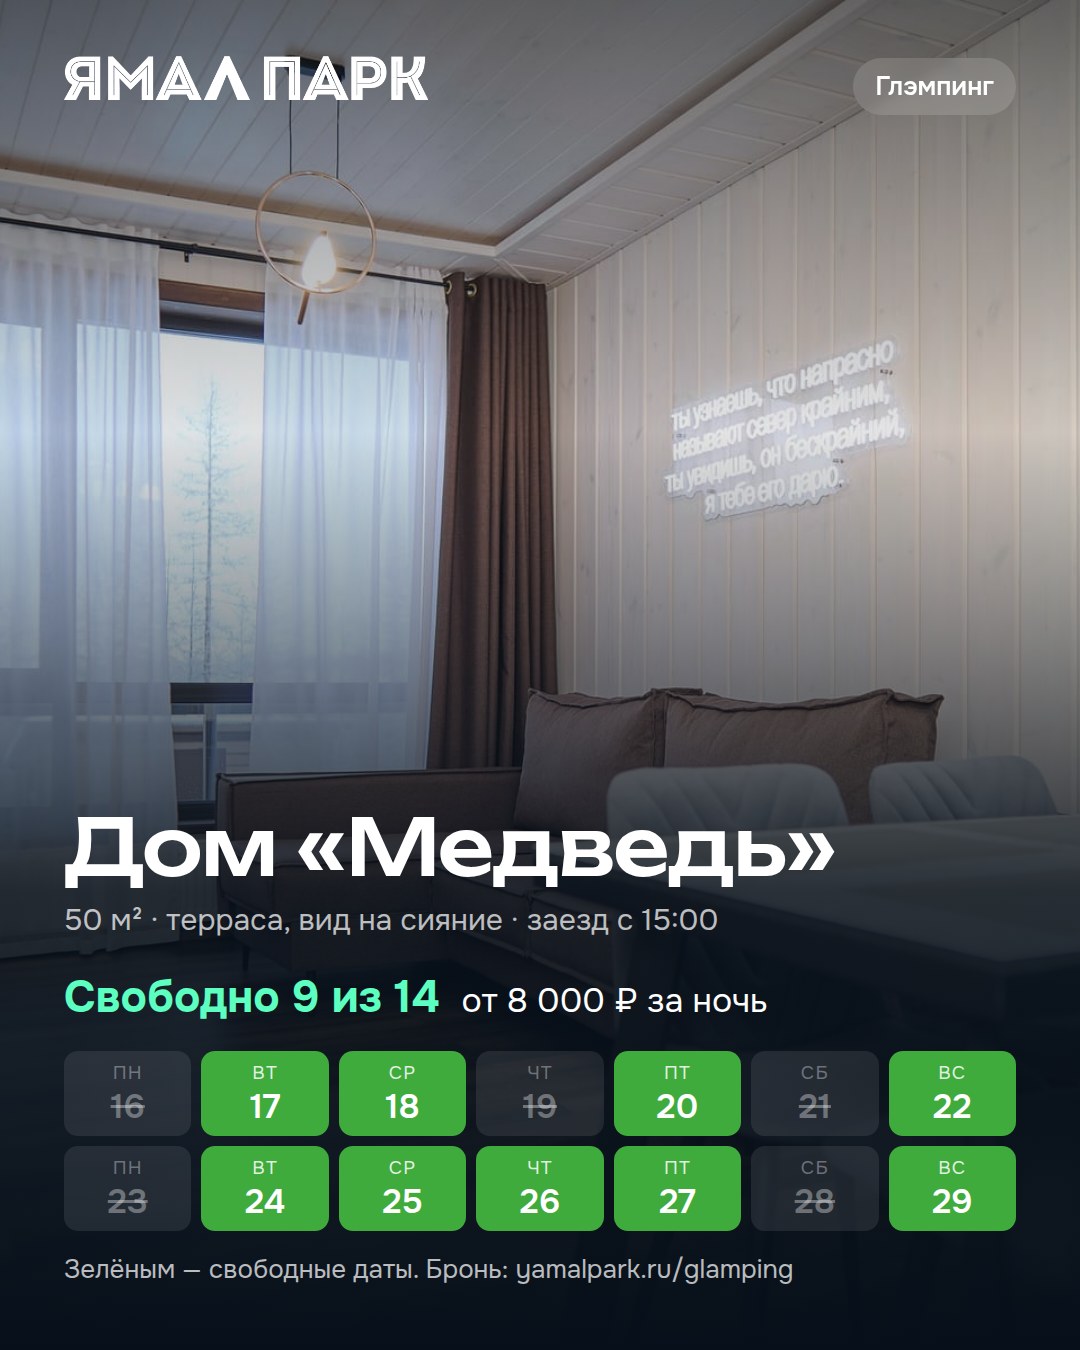 ЯМАЛ ПАРК
Глэмпинг
ты узнаешь, что напрасно
называют север крайним,
ты увидишь, он бескрайний,
я тебе его дарю.
Дом «Медведь»
50 м² · терраса, вид на сияние · заезд с 15:00
Свободно 9 из 14 от 8 000 ₽ за ночь
ПН ВТ СР ЧТ ПТ СБ ВС
16 17 18 19 20 21 22
ПН ВТ СР ЧТ ПТ СБ ВС
23 24 25 26 27 28 29
Зелёным — свободные даты. Бронь: yamalpark.ru/glamping